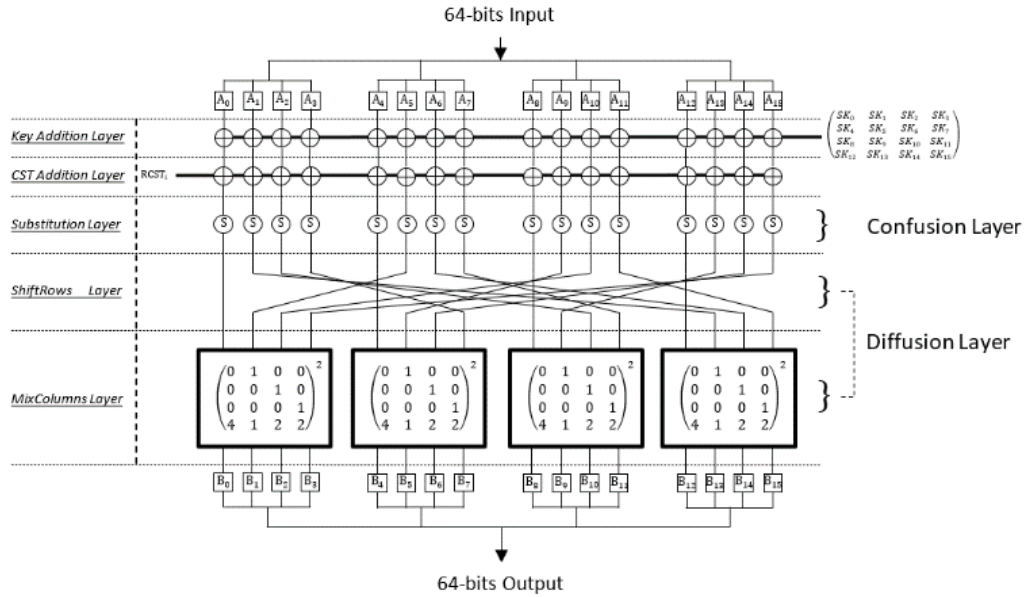 64-bits Input
A₀ A₁ A₂ A₃ A₄ A₅ A₆ A₇ A₈ A₉ A₁₀ A₁₁ A₁₂ A₁₃ A₁₄ A₁₅
Key Addition Layer
SK₀ SK₁ SK₂ SK₃
SK₄ SK₅ SK₆ SK₇
SK₈ SK₉ SK₁₀ SK₁₁
SK₁₂ SK₁₃ SK₁₄ SK₁₅
CST Addition Layer RCSTᵢ
Substitution Layer S S S S S S S S S S S S S S S S } Confusion Layer
ShiftRows Layer }
Diffusion Layer
MixColumns Layer }
0 1 0 0 2 0 1 0 0 2 0 1 0 0 2 0 1 0 0 2
0 0 1 0 0 0 1 0 0 0 1 0 0 0 1 0
0 0 0 1 0 0 0 1 0 0 0 1 0 0 0 1
4 1 2 2 4 1 2 2 4 1 2 2 4 1 2 2
B₀ B₁ B₂ B₃ B₄ B₅ B₆ B₇ B₈ B₉ B₁₀ B₁₁ B₁₂ B₁₃ B₁₄ B₁₅
64-bits Output